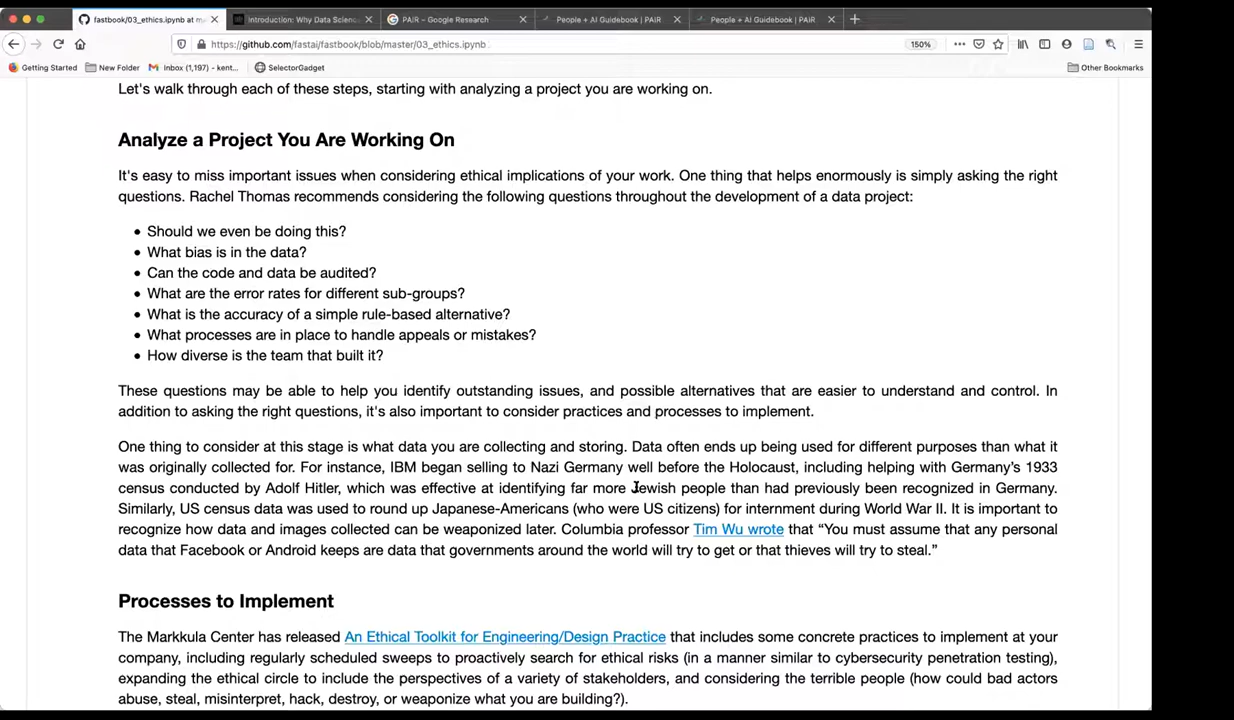 fastbook/03_ethics.ipynb at m
Introduction: Why Data Scienc
PAIR – Google Research
People + AI Guidebook | PAIR
People + AI Guidebook | PAIR
https://github.com/fastai/fastbook/blob/master/03_ethics.ipynb
150%
Getting Started
New Folder
Inbox (1,197) - kent...
SelectorGadget
Other Bookmarks
Let's walk through each of these steps, starting with analyzing a project you are working on.
Analyze a Project You Are Working On
It's easy to miss important issues when considering ethical implications of your work. One thing that helps enormously is simply asking the right
questions. Rachel Thomas recommends considering the following questions throughout the development of a data project:
• Should we even be doing this?
• What bias is in the data?
• Can the code and data be audited?
• What are the error rates for different sub-groups?
• What is the accuracy of a simple rule-based alternative?
• What processes are in place to handle appeals or mistakes?
• How diverse is the team that built it?
These questions may be able to help you identify outstanding issues, and possible alternatives that are easier to understand and control. In
addition to asking the right questions, it's also important to consider practices and processes to implement.
One thing to consider at this stage is what data you are collecting and storing. Data often ends up being used for different purposes than what it
was originally collected for. For instance, IBM began selling to Nazi Germany well before the Holocaust, including helping with Germany’s 1933
census conducted by Adolf Hitler, which was effective at identifying far more Jewish people than had previously been recognized in Germany.
Similarly, US census data was used to round up Japanese-Americans (who were US citizens) for internment during World War II. It is important to
recognize how data and images collected can be weaponized later. Columbia professor Tim Wu wrote that “You must assume that any personal
data that Facebook or Android keeps are data that governments around the world will try to get or that thieves will try to steal.”
Processes to Implement
The Markkula Center has released An Ethical Toolkit for Engineering/Design Practice that includes some concrete practices to implement at your
company, including regularly scheduled sweeps to proactively search for ethical risks (in a manner similar to cybersecurity penetration testing),
expanding the ethical circle to include the perspectives of a variety of stakeholders, and considering the terrible people (how could bad actors
abuse, steal, misinterpret, hack, destroy, or weaponize what you are building?).